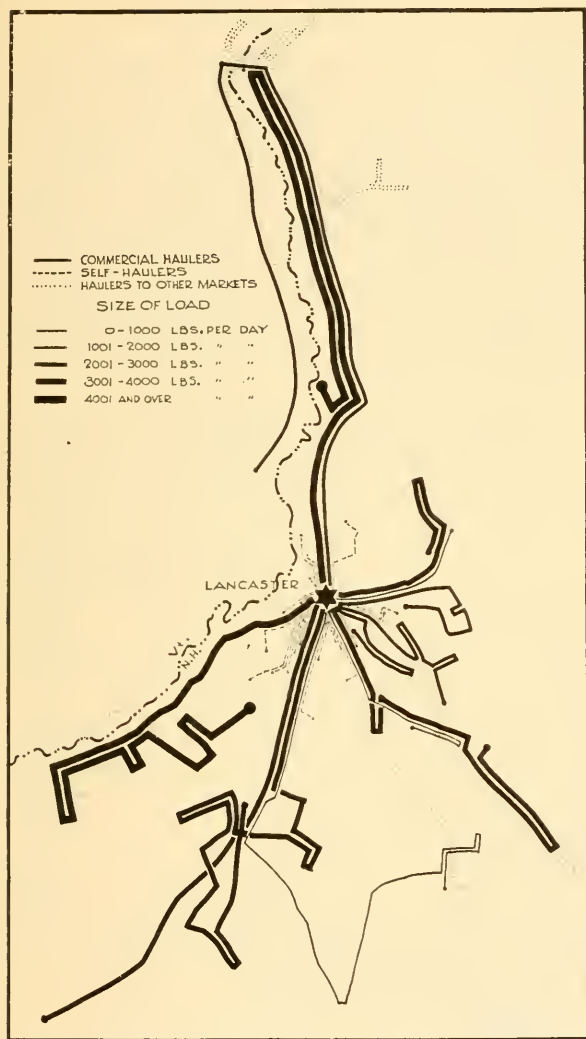 COMMERCIAL HAULERS
SELF-HAULERS
HAULERS TO OTHER MARKETS
SIZE OF LOAD
0-1000 LBS. PER DAY
1001-2000 LBS. " "
2001-3000 LBS. " "
3001-4000 LBS. " "
4001 AND OVER " "
LANCASTER
Vt.
N.H.